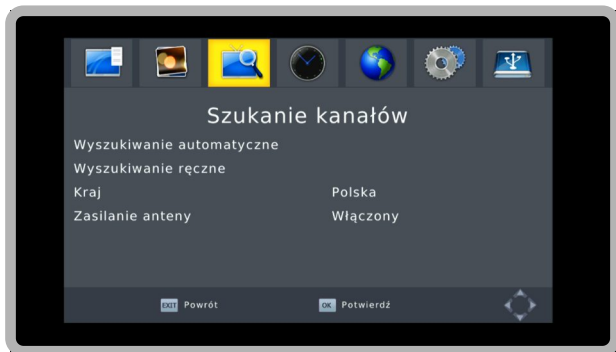 Szukanie kanałów
Wyszukiwanie automatyczne
Wyszukiwanie ręczne
Kraj Polska
Zasilanie anteny Włączony
EXIT Powrót OK Potwierdź